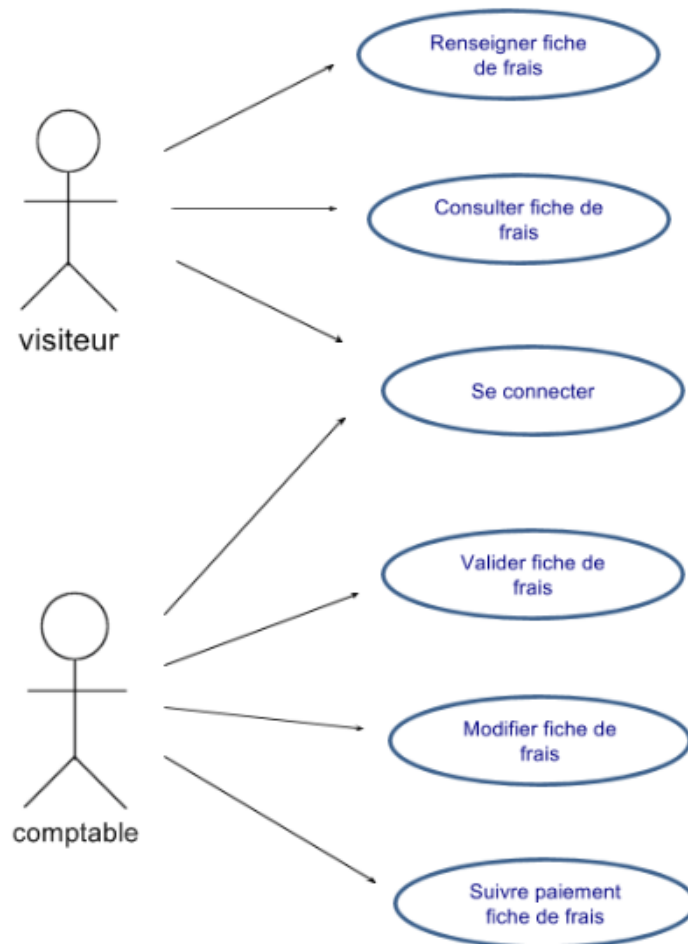 Renseigner fiche
de frais
Consulter fiche de
frais
visiteur
Se connecter
Valider fiche de
frais
Modifier fiche de
frais
comptable
Suivre paiement
fiche de frais